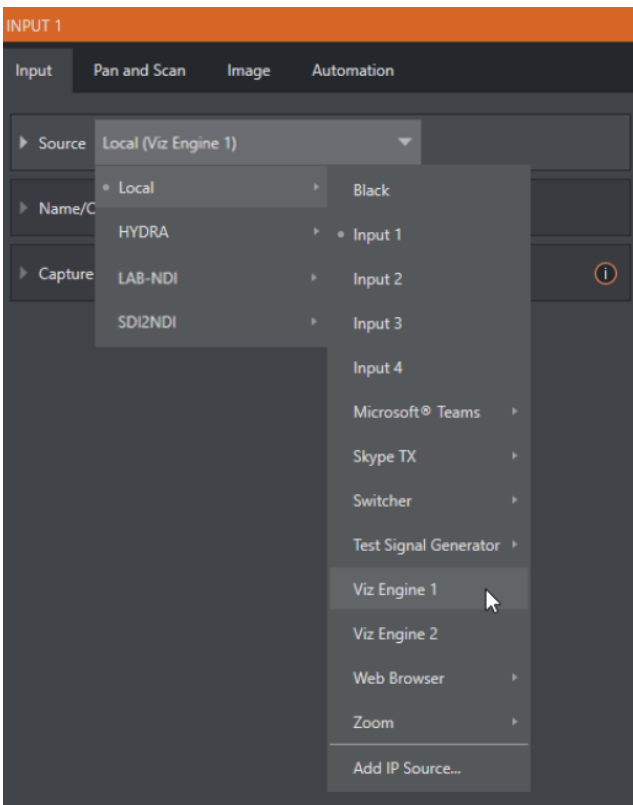 INPUT 1
Input Pan and Scan Image Automation
Source Local (Viz Engine 1)
Local
Name/C
HYDRA
Capture
LAB-NDI
SDI2NDI
Black
Input 1
Input 2
Input 3
Input 4
Microsoft® Teams
Skype TX
Switcher
Test Signal Generator
Viz Engine 1
Viz Engine 2
Web Browser
Zoom
Add IP Source...